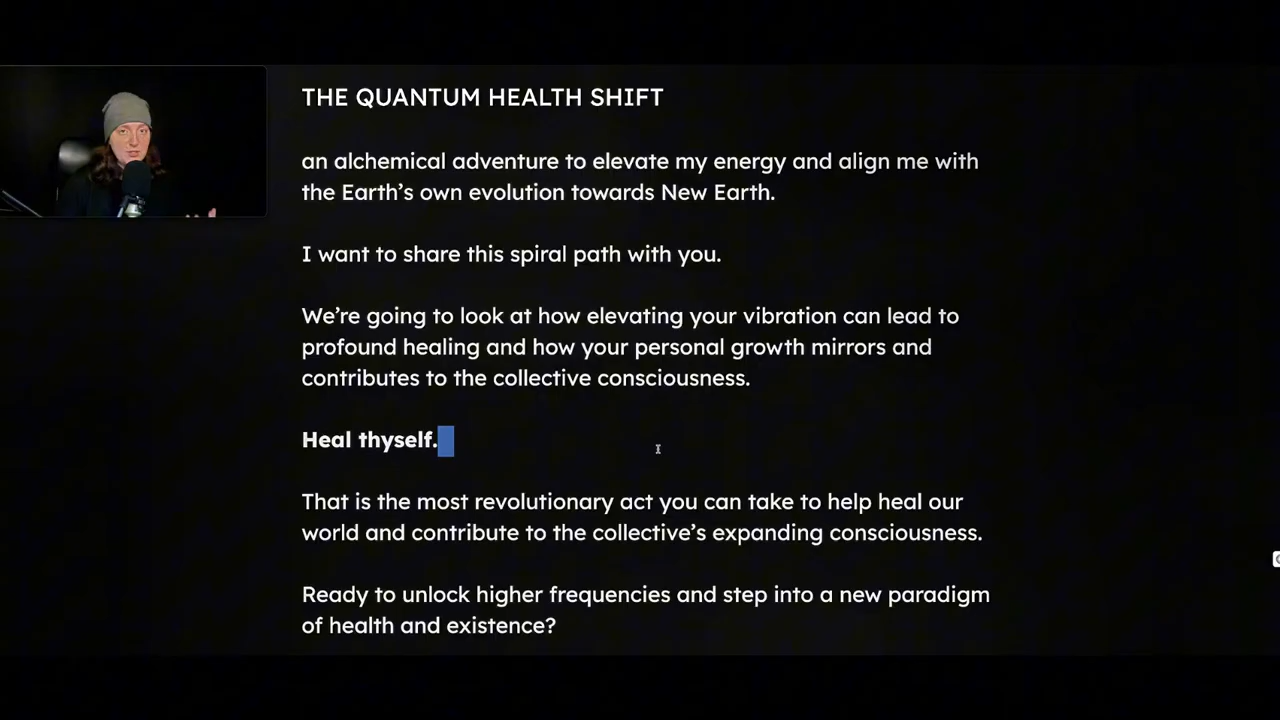 THE QUANTUM HEALTH SHIFT
an alchemical adventure to elevate my energy and align me with
the Earth’s own evolution towards New Earth.
I want to share this spiral path with you.
We’re going to look at how elevating your vibration can lead to
profound healing and how your personal growth mirrors and
contributes to the collective consciousness.
Heal thyself.
That is the most revolutionary act you can take to help heal our
world and contribute to the collective’s expanding consciousness.
Ready to unlock higher frequencies and step into a new paradigm
of health and existence?